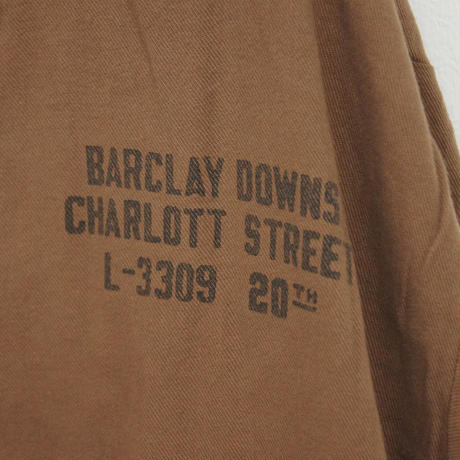 BARCLAY DOWNS
CHARLOTT STREET
L-3309 20TH